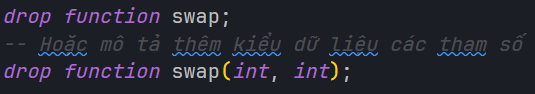 drop function swap;
-- Hoặc mô tả thêm kiểu dữ liệu các tham số
drop function swap(int, int);